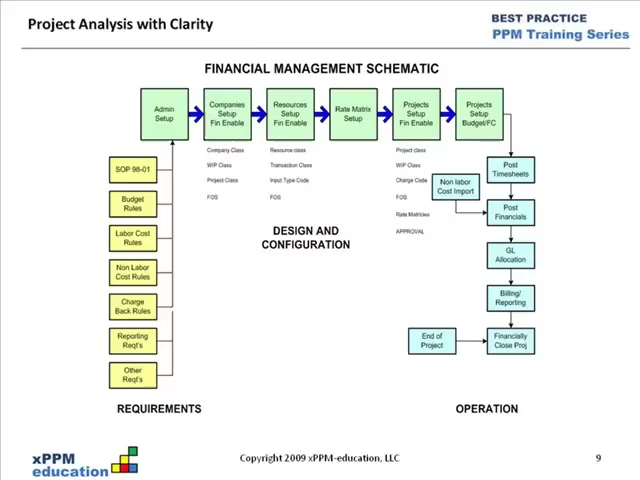 Project Analysis with Clarity
BEST PRACTICE
PPM Training Series
FINANCIAL MANAGEMENT SCHEMATIC
Admin
Setup
Companies
Setup
Fin Enable
Resources
Setup
Fin Enable
Rate Matrix
Setup
Projects
Setup
Fin Enable
Projects
Setup
Budget/FC
Company Class
WIP Class
Project Class
FOS
Resource class
Transaction Class
Input Type Code
FOS
Project class
WIP Class
Charge Code
FOS
Rate Matricies
APPROVAL
SOP 98-01
Budget
Rules
Labor Cost
Rules
Non Labor
Cost Rules
Charge
Back Rules
Reporting
Reqt's
Other
Reqt's
DESIGN AND
CONFIGURATION
Post
Timesheets
Non labor
Cost Import
Post
Financials
GL
Allocation
Billing/
Reporting
End of
Project
Financially
Close Proj
REQUIREMENTS
OPERATION
xPPM
education
Copyright 2009 xPPM-education, LLC
9